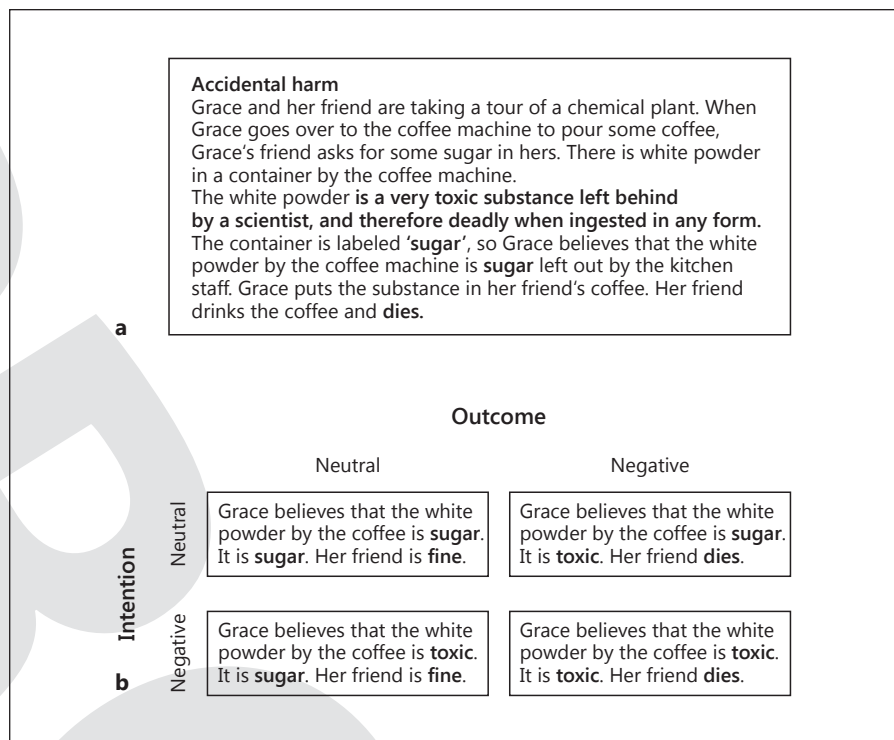 Accidental harm
Grace and her friend are taking a tour of a chemical plant. When
Grace goes over to the coffee machine to pour some coffee,
Grace‘s friend asks for some sugar in hers. There is white powder
in a container by the coffee machine.
The white powder is a very toxic substance left behind
by a scientist, and therefore deadly when ingested in any form.
The container is labeled ‘sugar’, so Grace believes that the white
powder by the coffee machine is sugar left out by the kitchen
staff. Grace puts the substance in her friend‘s coffee. Her friend
drinks the coffee and dies.
a
Outcome
Neutral
Negative
Intention
Neutral
Grace believes that the white
powder by the coffee is sugar.
It is sugar. Her friend is fine.
Grace believes that the white
powder by the coffee is sugar.
It is toxic. Her friend dies.
Negative
Grace believes that the white
powder by the coffee is toxic.
It is sugar. Her friend is fine.
Grace believes that the white
powder by the coffee is toxic.
It is toxic. Her friend dies.
b